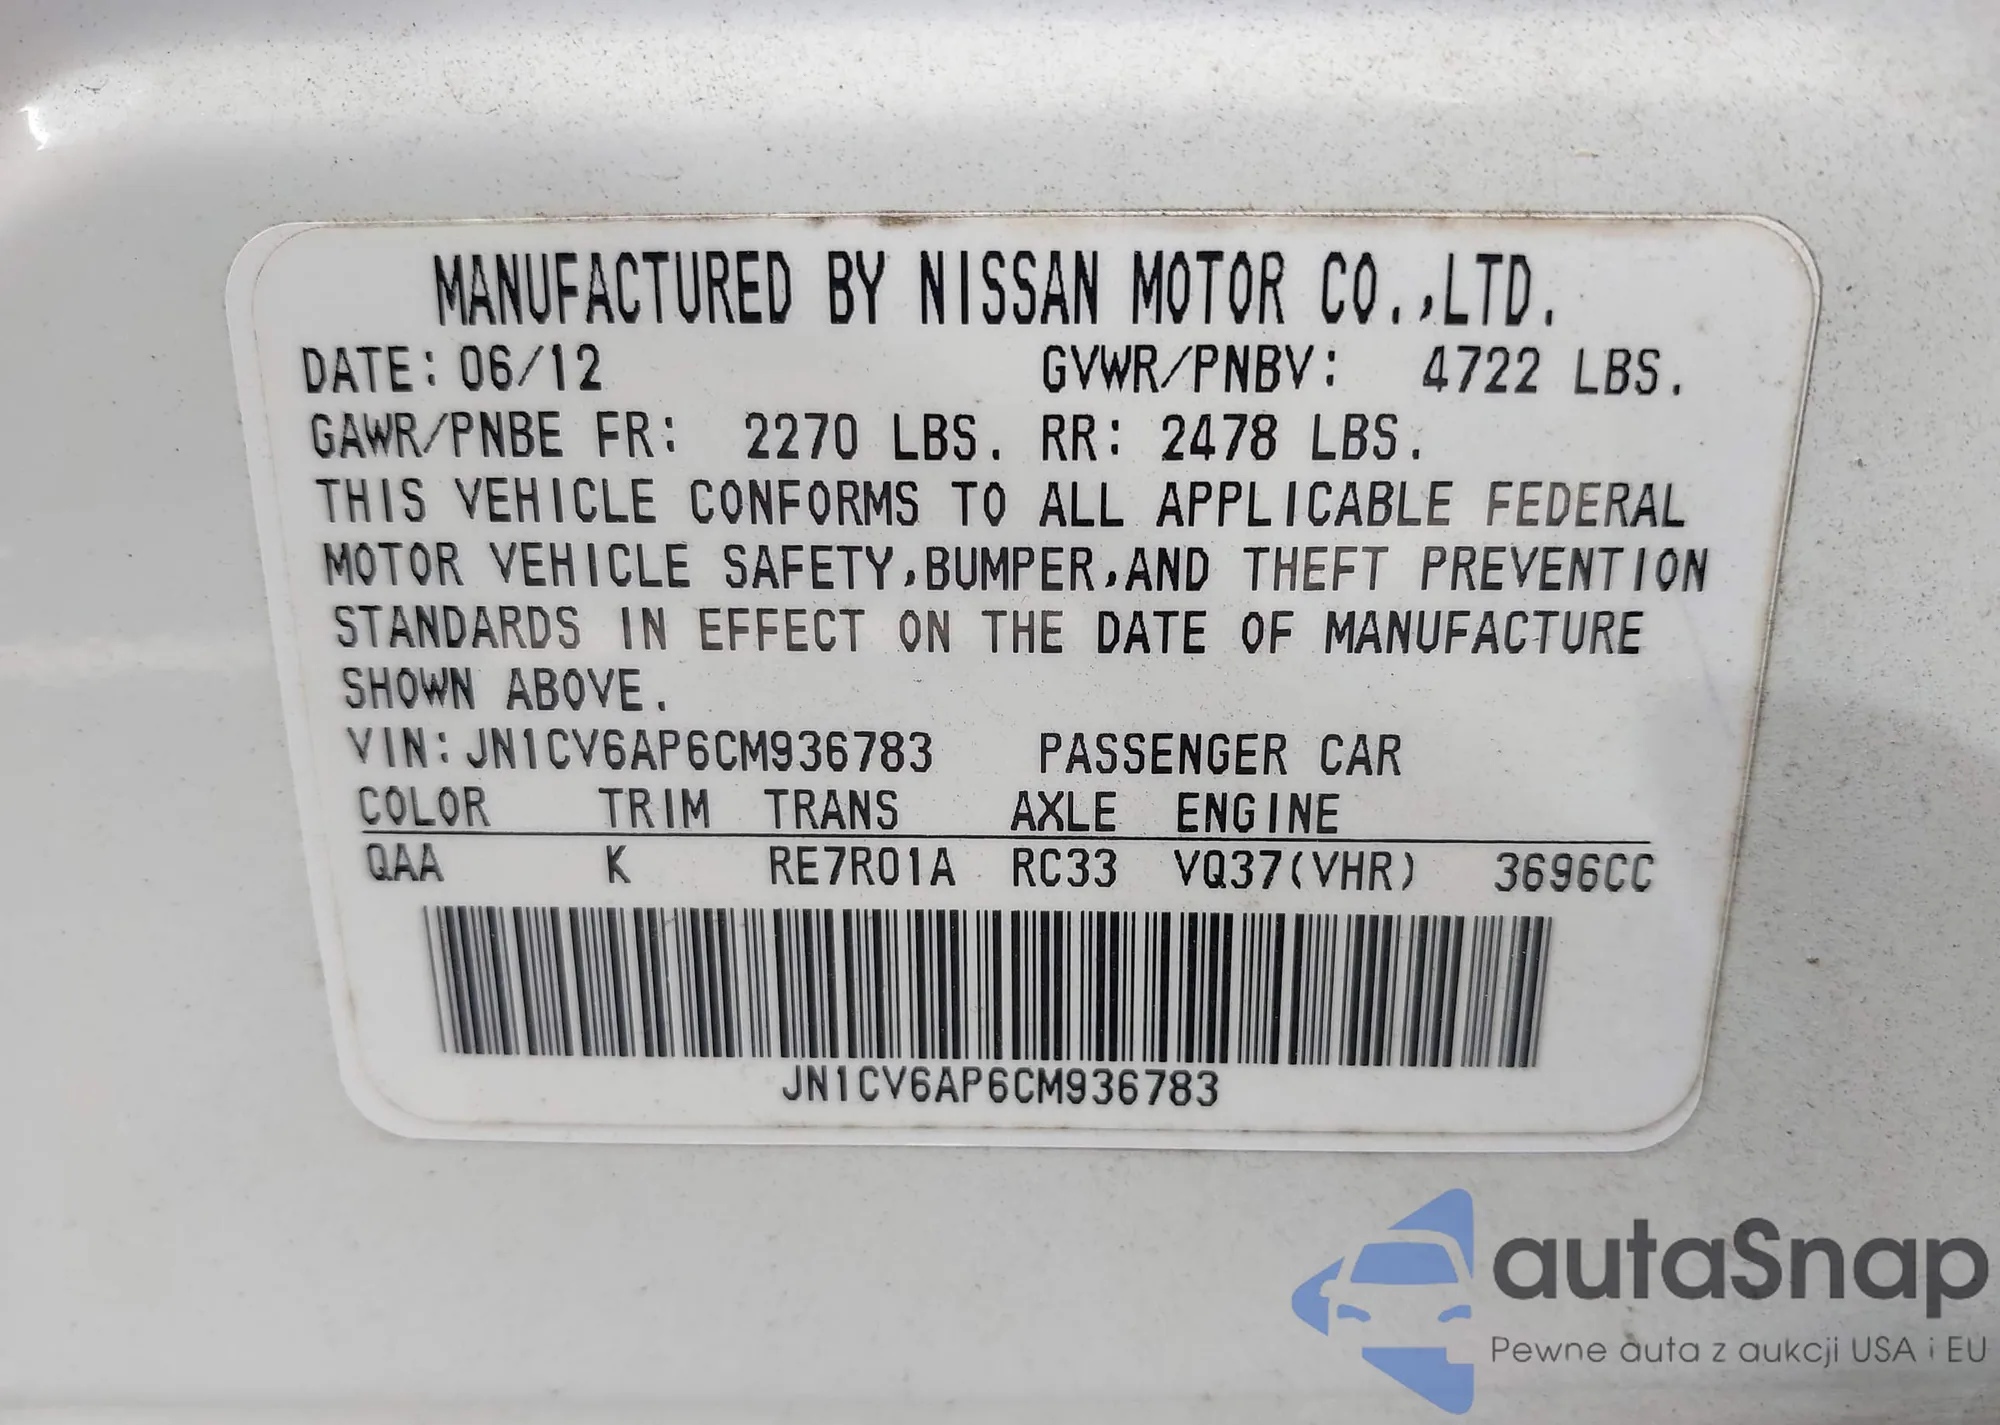 MANUFACTURED BY NISSAN MOTOR CO.,LTD.
DATE: 06/12 GVWR/PNBV: 4722 LBS.
GAWR/PNBE FR: 2270 LBS. RR: 2478 LBS.
THIS VEHICLE CONFORMS TO ALL APPLICABLE FEDERAL
MOTOR VEHICLE SAFETY,BUMPER,AND THEFT PREVENTION
STANDARDS IN EFFECT ON THE DATE OF MANUFACTURE
SHOWN ABOVE.
VIN:JN1CV6AP6CM936783 PASSENGER CAR
COLOR TRIM TRANS AXLE ENGINE
QAA K RE7R01A RC33 VQ37(VHR) 3696CC
JN1CV6AP6CM936783
autaSnap
Pewne auta z aukcji USA i EU